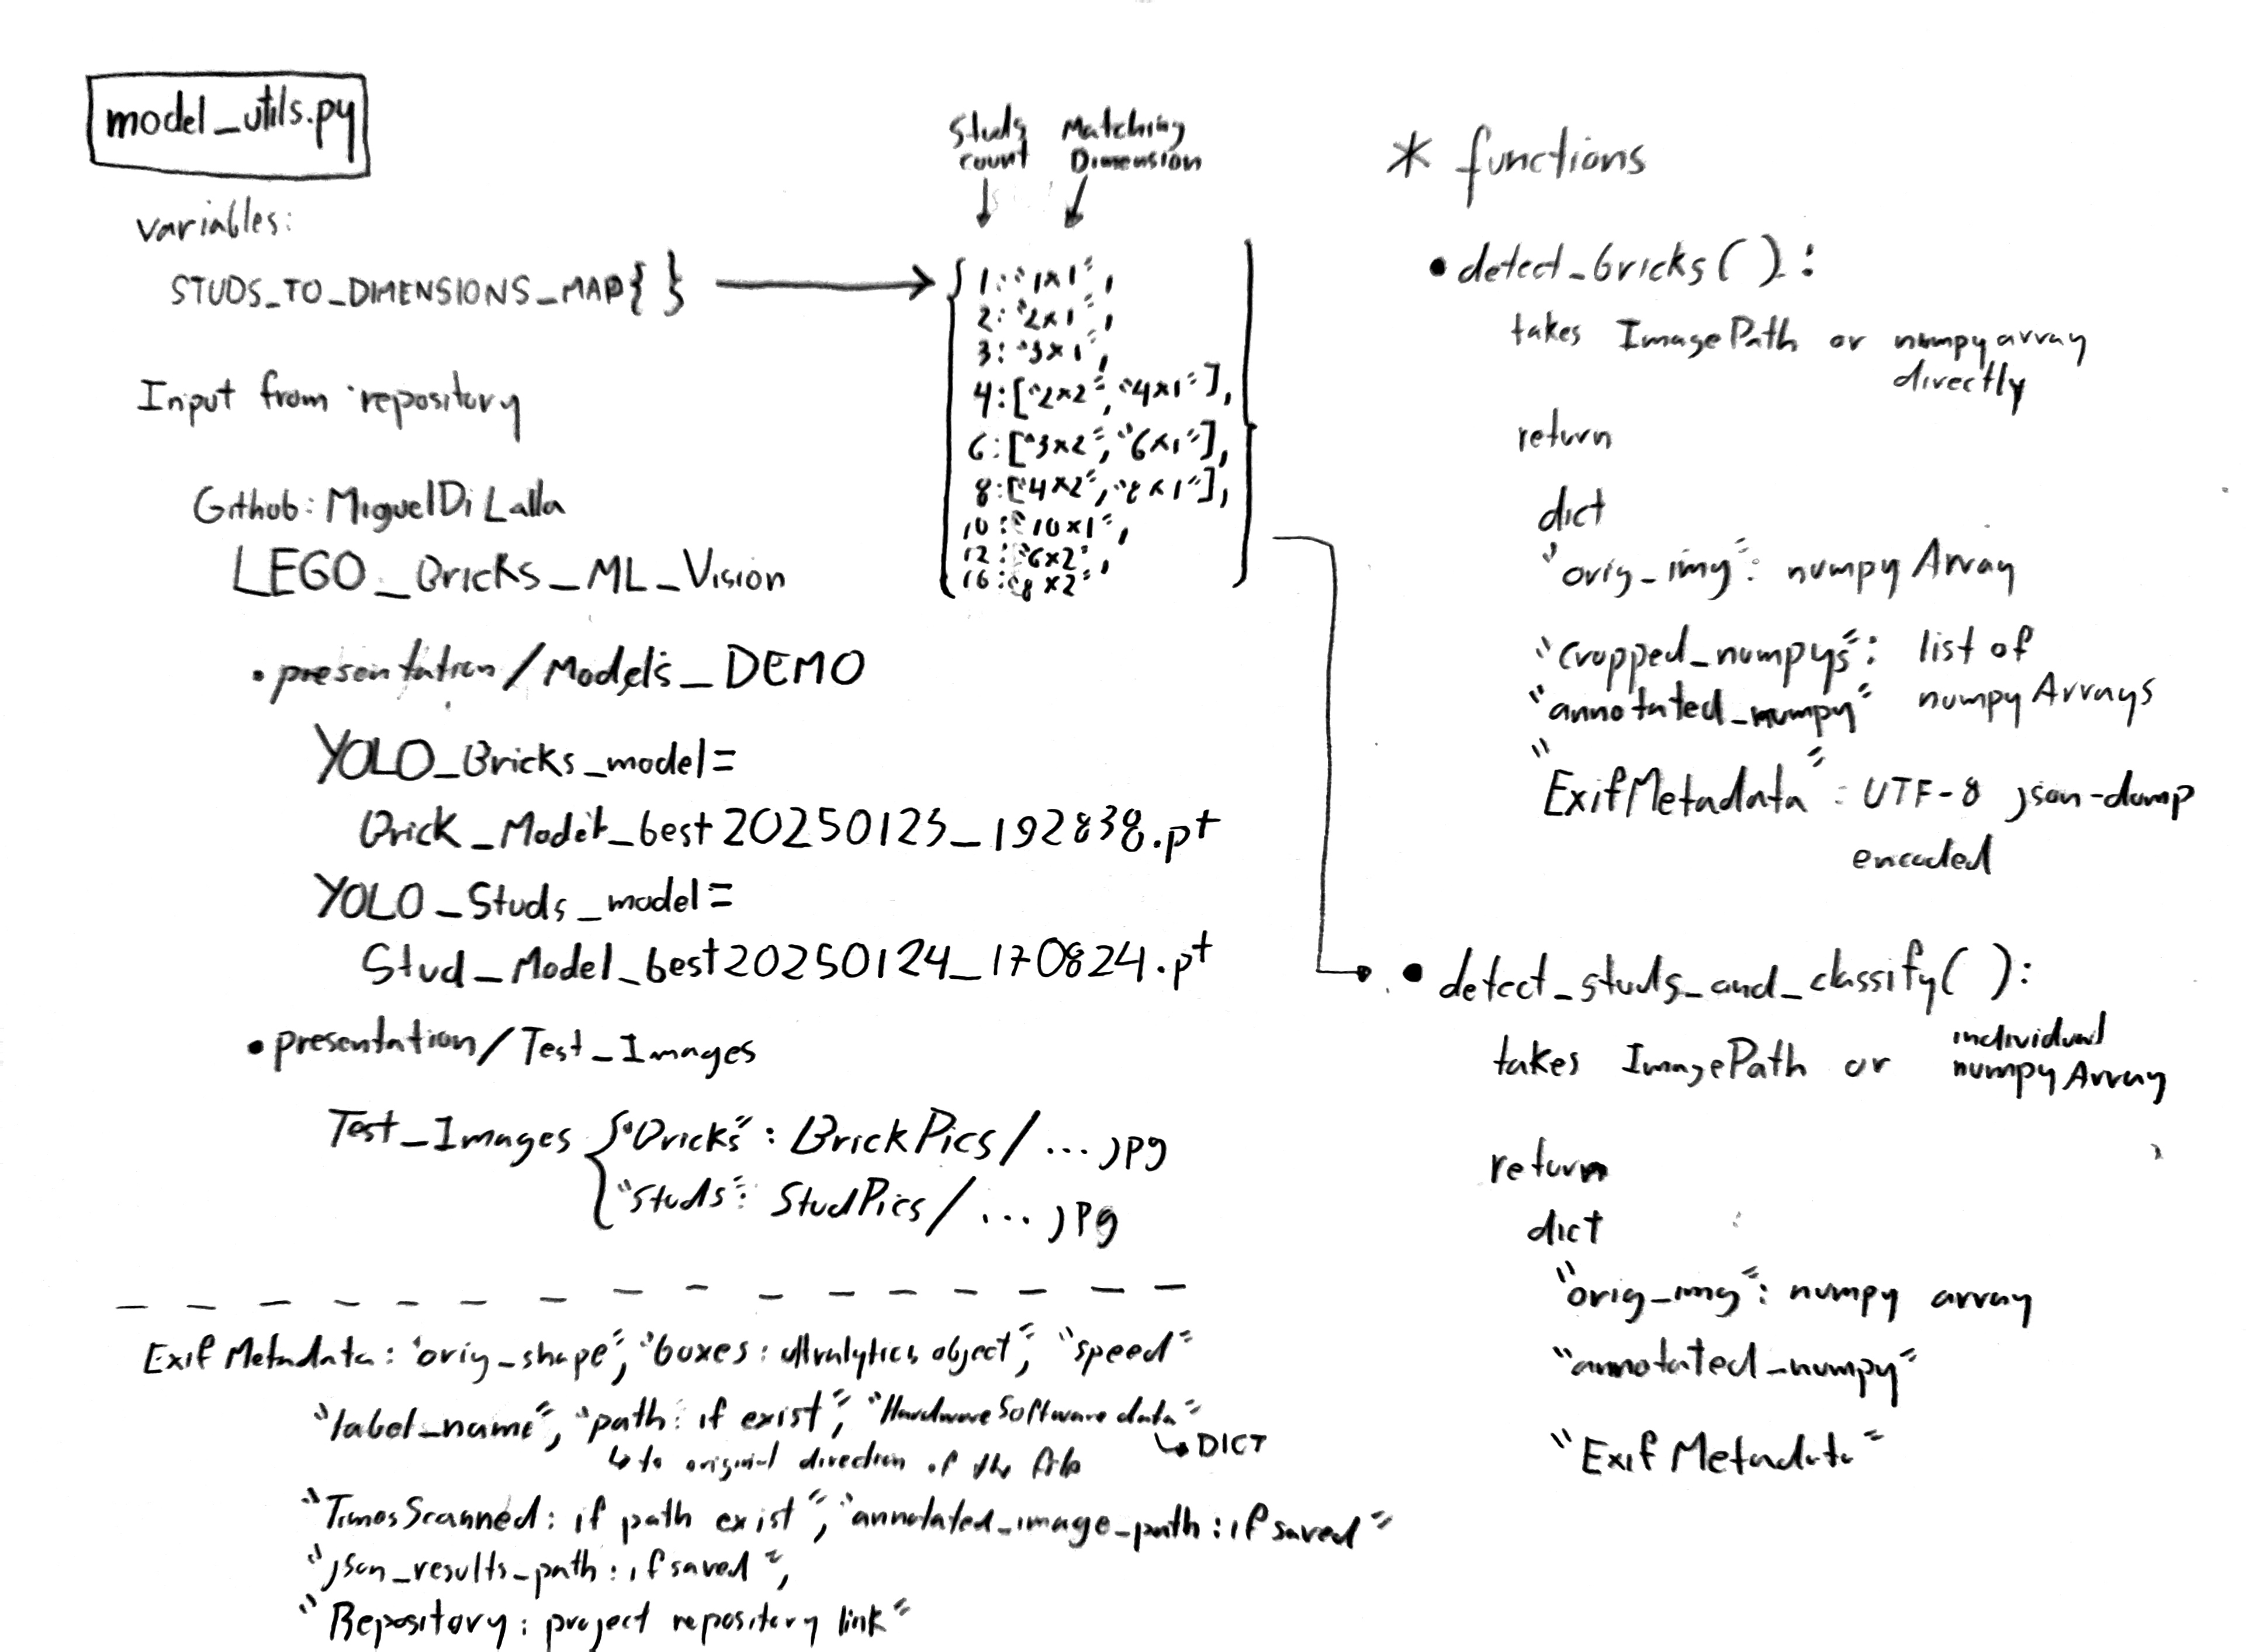 model_utils.py
variables:
STUDS_TO_DIMENSIONS_MAP{ }
Input from repository
Github: MiguelDiLalla
LEGO_Bricks_ML_Vision
• presentation/Models_DEMO
YOLO_Bricks_model=
Brick_Model_best20250123_192838.pt
YOLO_Studs_model=
Stud_Model_best20250124_170824.pt
• presentation/Test_Images
Test_Images { "Bricks": BrickPics/... jpg
"Studs": StudPics/... jpg
Studs count
Matching Dimension
{ 1: "1x1",
2: "2x1",
3: "3x1",
4: ["2x2", "4x1"],
6: ["3x2", "6x1"],
8: ["4x2", "8x1"],
10: "10x1",
12: "6x2",
16: "8x2" }
* functions
• detect_bricks( ):
takes ImagePath or numpy array
directly
return
dict
"orig_img": numpy Array
"cropped_numpys": list of
numpy Arrays
"annotated_numpy"
"ExifMetadata": UTF-8 json-dump
encoded
• detect_studs_and_classify( ):
takes ImagePath or individual
numpy Array
return
dict
"orig_img": numpy array
"annotated_numpy"
"Exif Metadata"
Exif Metadata: "orig_shape", "boxes: ultralytics object", "speed"
"label_name", "path: if exist", "HardwareSoftware data"
↳ to original direction of the file
↳ DICT
"TimesScanned: if path exist", "annotated_image_path: if saved"
"json_results_path: if saved",
"Repository: project repository link"